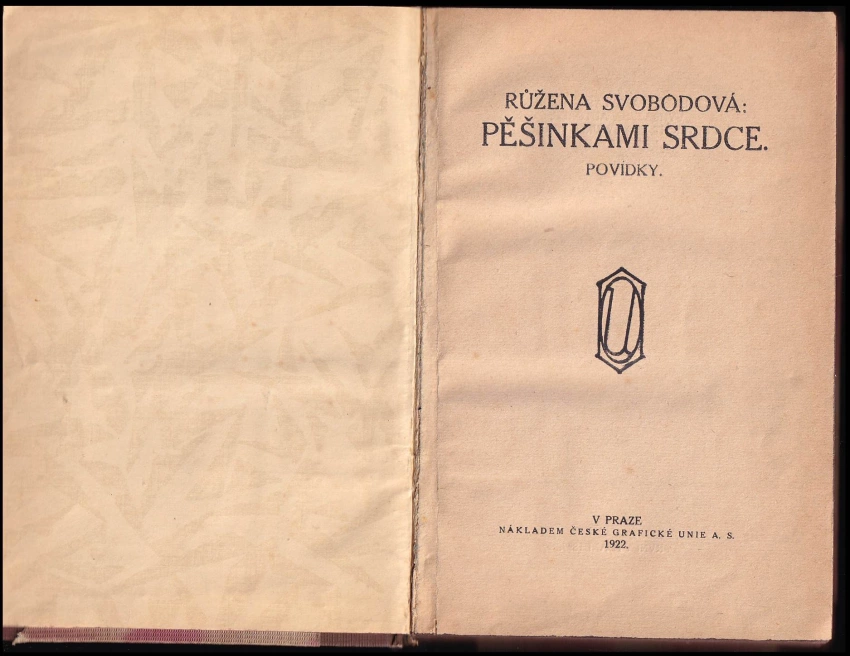 RŮŽENA SVOBODOVÁ:
PĚŠINKAMI SRDCE.
POVÍDKY.
V PRAZE
NÁKLADEM ČESKÉ GRAFICKÉ UNIE A. S.
1922.